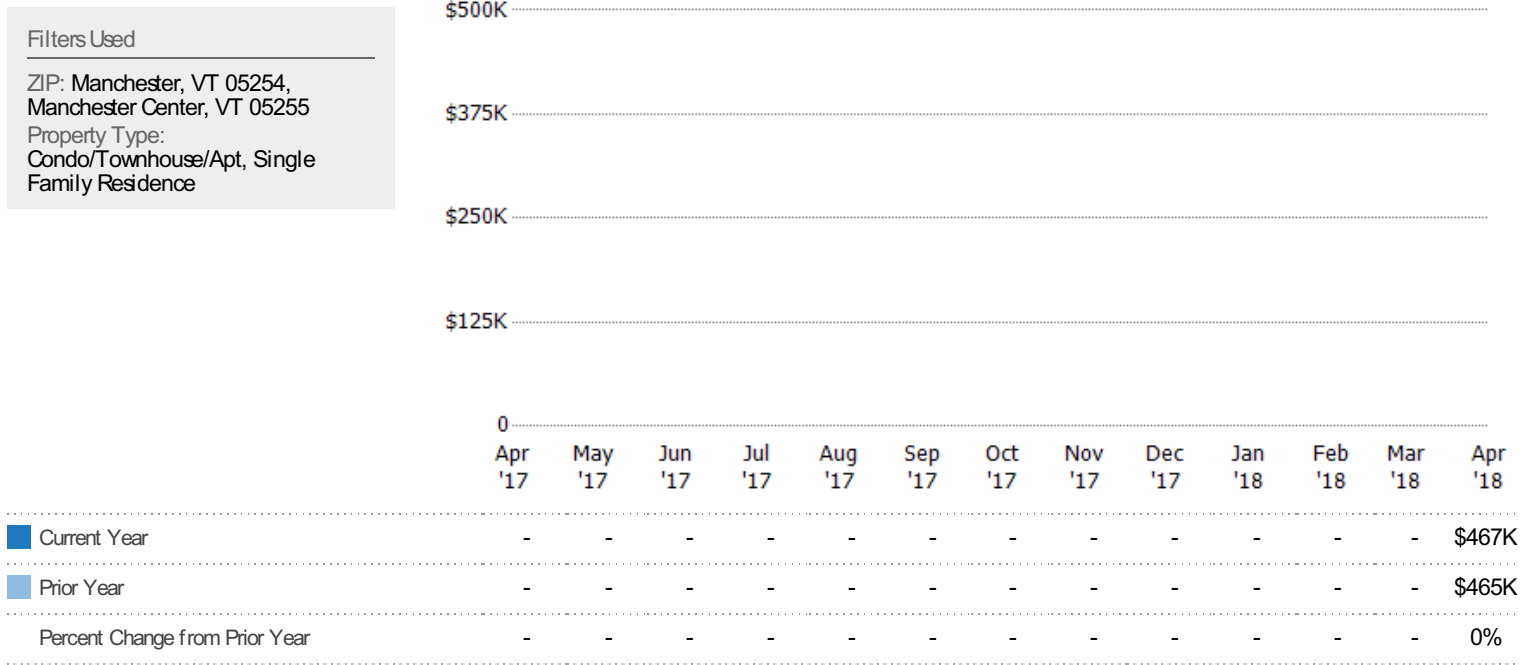 Filters Used
ZIP: Manchester, VT 05254,
Manchester Center, VT 05255
Property Type:
Condo/Townhouse/Apt, Single
Family Residence
$500K
$375K
$250K
$125K
0
Apr '17 May '17 Jun '17 Jul '17 Aug '17 Sep '17 Oct '17 Nov '17 Dec '17 Jan '18 Feb '18 Mar '18 Apr '18
Current Year - - - - - - - - - - - - $467K
Prior Year - - - - - - - - - - - - $465K
Percent Change from Prior Year - - - - - - - - - - - - 0%